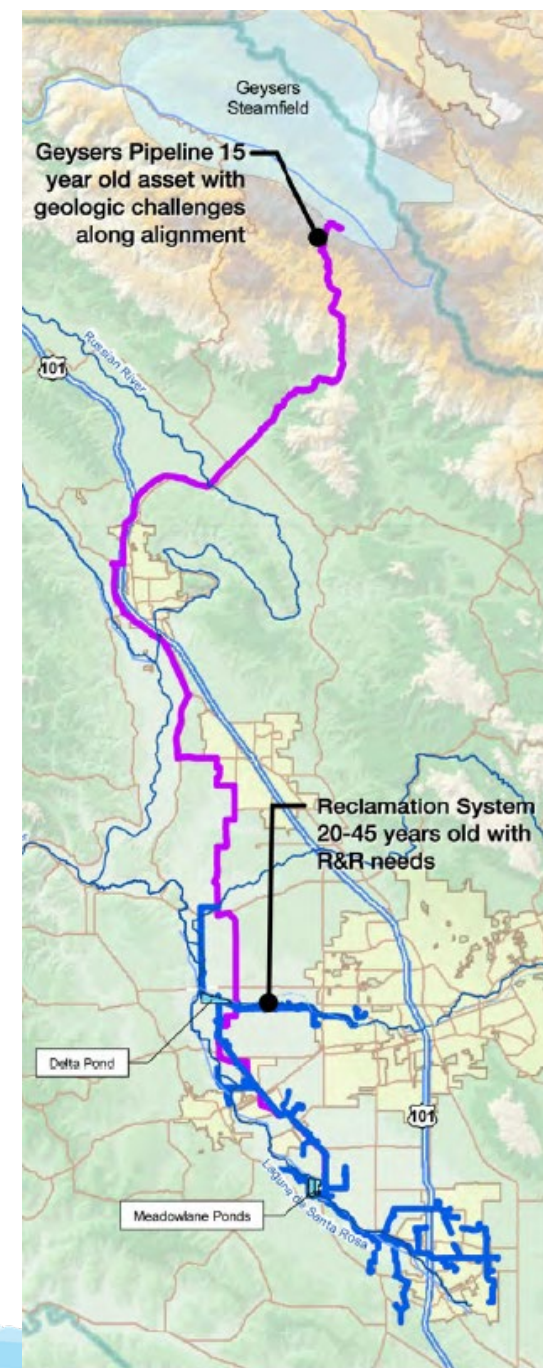 Geysers
Steamfield
Geysers Pipeline 15
year old asset with
geologic challenges
along alignment
Russian River
101
Reclamation System
20-45 years old with
R&R needs
Delta Pond
101
Laguna de Santa Rosa
Meadowlane Ponds